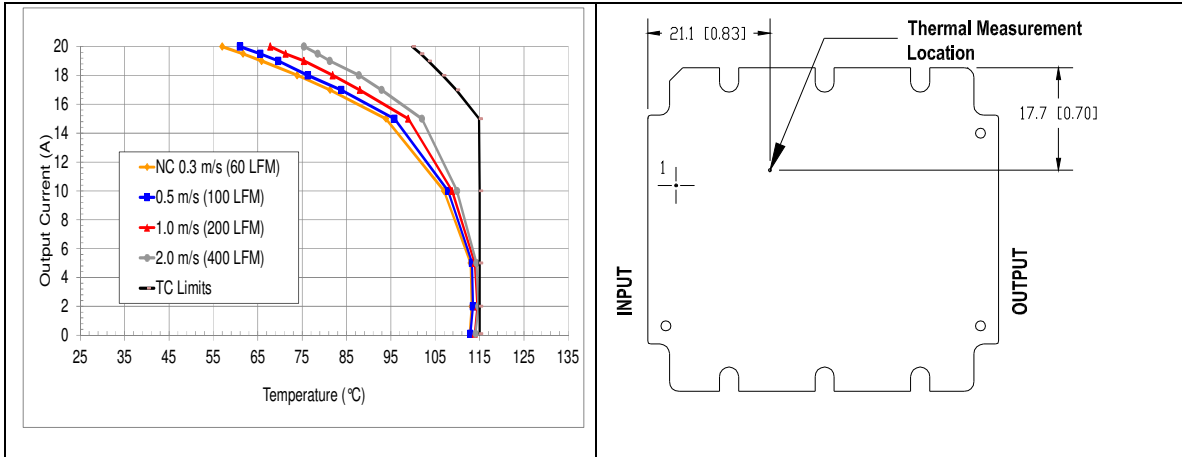 20
18
16
14
12
10
8
6
4
2
0
Output Current (A)
NC 0.3 m/s (60 LFM)
0.5 m/s (100 LFM)
1.0 m/s (200 LFM)
2.0 m/s (400 LFM)
TC Limits
25 35 45 55 65 75 85 95 105 115 125 135
Temperature (°C)
21.1 [0.83]
Thermal Measurement
Location
17.7 [0.70]
1
INPUT
OUTPUT